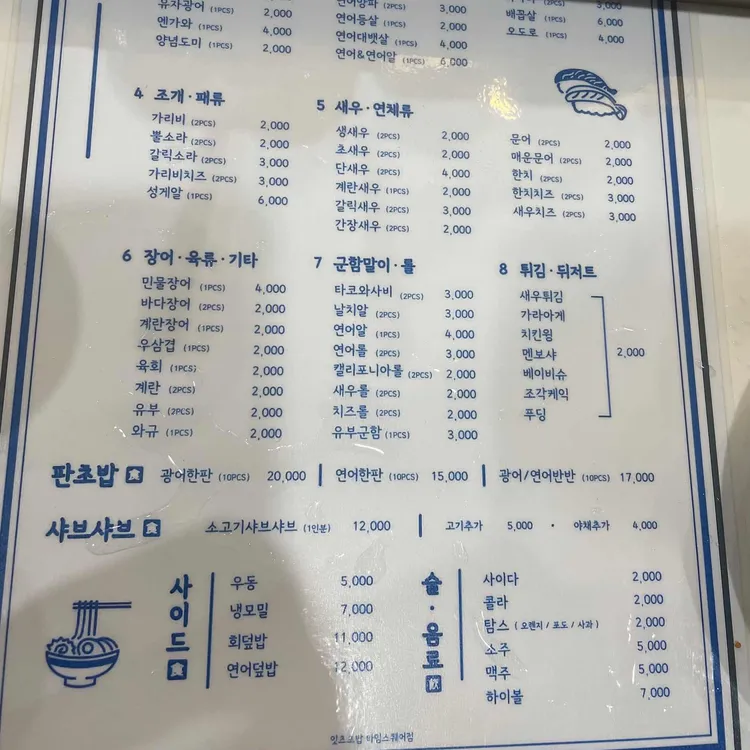 유자광어 (1PCS) 2,000
엔가와 (1PCS) 4,000
양념도미 (1PCS) 2,000
연어양파 (2PCS) 3,000
연어등살 (2PCS) 2,000
연어대뱃살 (1PCS) 4,000
연어&연어알 (1PCS) 6,000
3,000
배꼽살 (1PCS) 6,000
오도로 (1PCS) 4,000
4 조개·패류
가리비 (2PCS) 2,000
뿔소라 (2PCS) 2,000
갈릭소라 (2PCS) 3,000
가리비치즈 (2PCS) 3,000
성게알 (1PCS) 6,000
5 새우·연체류
생새우 (2PCS) 2,000
초새우 (2PCS) 2,000
단새우 (2PCS) 4,000
계란새우 (1PCS) 2,000
갈릭새우 (2PCS) 3,000
간장새우 (2PCS) 2,000
문어 (2PCS) 2,000
매운문어 (2PCS) 2,000
한치 (2PCS) 2,000
한치치즈 (2PCS) 3,000
새우치즈 (2PCS) 3,000
6 장어·육류·기타
민물장어 (1PCS) 4,000
바다장어 (2PCS) 2,000
계란장어 (1PCS) 2,000
우삼겹 (1PCS) 2,000
육회 (1PCS) 2,000
계란 (2PCS) 2,000
유부 (2PCS) 2,000
와규 (1PCS) 2,000
7 군함말이·롤
타코와사비 (2PCS) 3,000
날치알 (2PCS) 3,000
연어알 (1PCS) 4,000
연어롤 (2PCS) 3,000
캘리포니아롤 (2PCS) 2,000
새우롤 (2PCS) 2,000
치즈롤 (2PCS) 2,000
유부군함 (1PCS) 3,000
8 튀김·뒤저트
새우튀김
가라아게
치킨윙
멘보샤 2,000
베이비슈
조각케익
푸딩
판초밥 食 광어한판 (10PCS) 20,000 | 연어한판 (10PCS) 15,000 | 광어/연어반반 (10PCS) 17,000
샤브샤브 食 소고기샤브샤브 (1인분) 12,000 | 고기추가 5,000 · 야채추가 4,000
사이드 食
우동 5,000
냉모밀 7,000
회덮밥 11,000
연어덮밥 12,000
술·음료 飮
사이다 2,000
콜라 2,000
탐스 (오렌지/포도/사과) 2,000
소주 5,000
맥주 5,000
하이볼 7,000